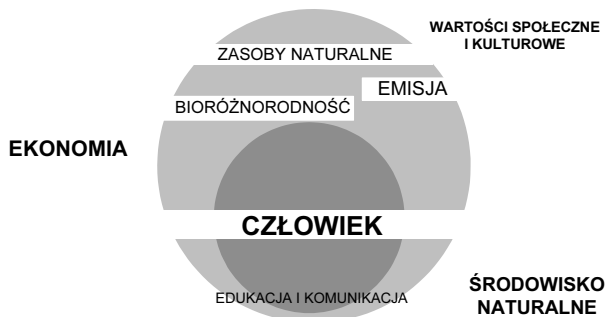 WARTOŚCI SPOŁECZNE
I KULTUROWE
ZASOBY NATURALNE
EMISJA
BIORÓŻNORODNOŚĆ
EKONOMIA
CZŁOWIEK
ŚRODOWISKO
NATURALNE
EDUKACJA I KOMUNIKACJA